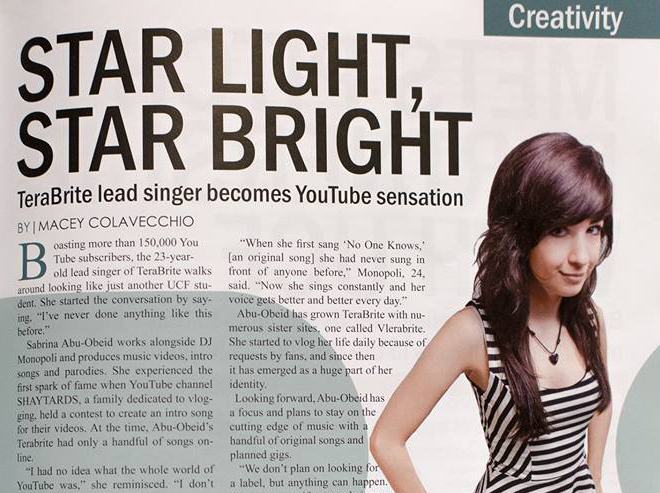 Creativity
STAR LIGHT,
STAR BRIGHT
TeraBrite lead singer becomes YouTube sensation
BY | MACEY COLAVECCHIO
Boasting more than 150,000 You
Tube subscribers, the 23-year-
old lead singer of TeraBrite walks
around looking like just another UCF stu-
dent. She started the conversation by say-
ing, “I’ve never done anything like this
before.”
Sabrina Abu-Obeid works alongside DJ
Monopoli and produces music videos, intro
songs and parodies. She experienced the
first spark of fame when YouTube channel
SHAYTARDS, a family dedicated to vlog-
ging, held a contest to create an intro song
for their videos. At the time, Abu-Obeid’s
Terabrite had only a handful of songs on-
line.
“I had no idea what the whole world of
YouTube was,” she reminisced. “I don’t
“When she first sang ‘No One Knows,’
[an original song] she had never sung in
front of anyone before,” Monopoli, 24,
said. “Now she sings constantly and her
voice gets better and better every day.”
Abu-Obeid has grown TeraBrite with nu-
merous sister sites, one called Vlerabrite.
She started to vlog her life daily because of
requests by fans, and since then
it has emerged as a huge part of her
identity.
Looking forward, Abu-Obeid has
a focus and plans to stay on the
cutting edge of music with a
handful of original songs and
planned gigs.
“We don’t plan on looking for
a label, but anything can happen.